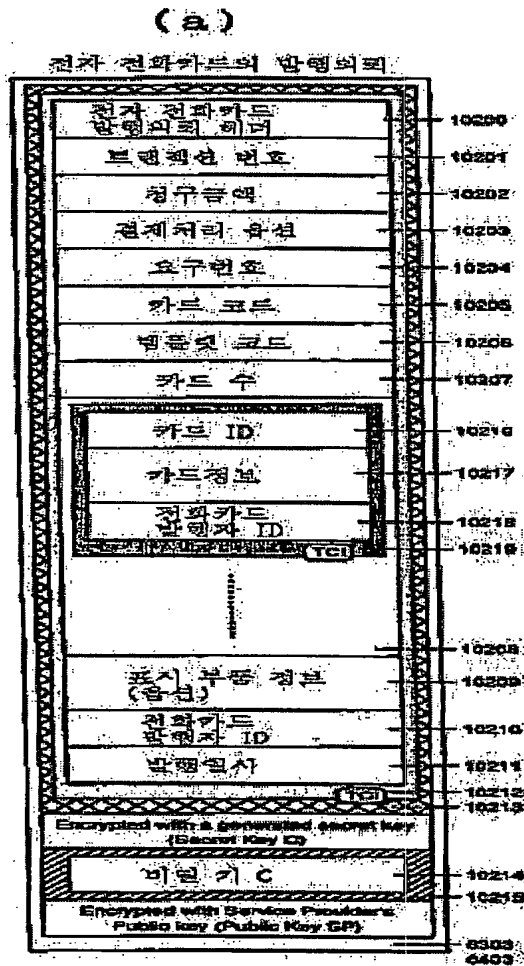 (a)
전자 전화카드의 발행의뢰
전자 전화카드
발행의뢰 헤더
10200
트랜잭션 번호
10201
청구금액
10202
결제처리 옵션
10203
요구번호
10204
카드 코드
10205
템플릿 코드
10206
카드 수
10207
카드 ID
10216
카드정보
10217
전화카드
발행자 ID
10218
TCI
10219
10208
표시 부품 정보
(옵션)
10209
전화카드
발행자 ID
10210
발행일시
10211
TCI
10212
10213
Encrypted with a generated secret key
(Secret Key C)
비밀 키 C
10214
10215
Encrypted with Service Provider's
Public key (Public Key SP)
6303
6403